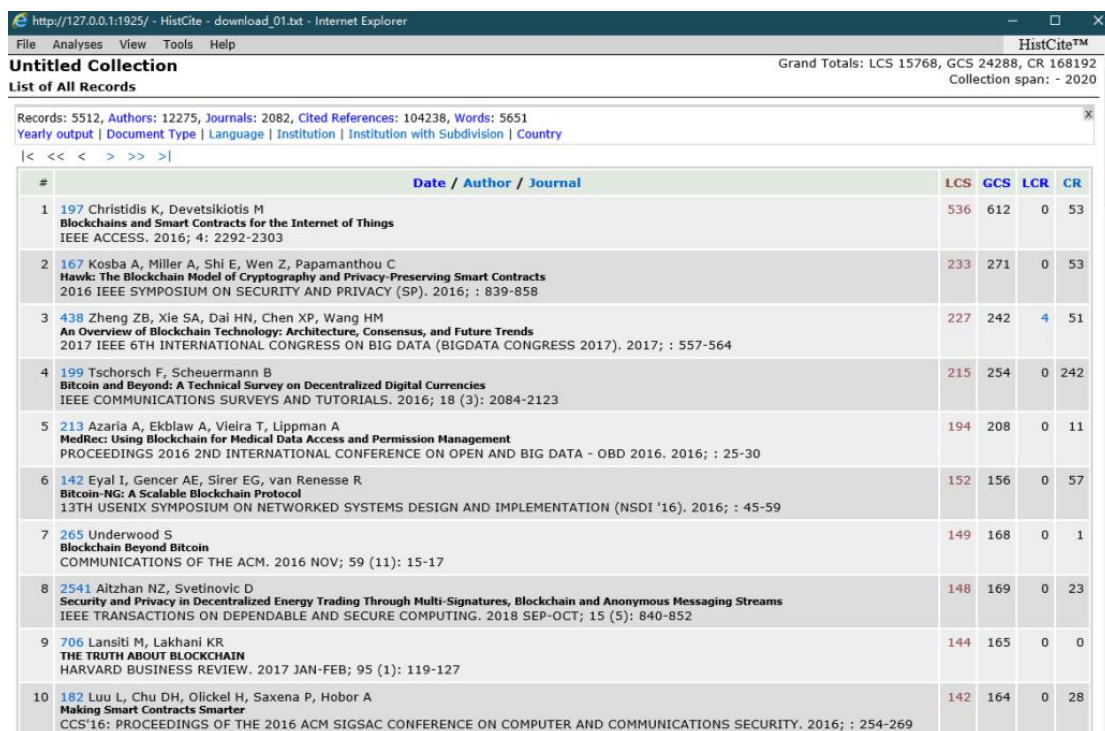 http://127.0.0.1:1925/ - HistCite - download_01.txt - Internet Explorer
File Analyses View Tools Help HistCite™
Untitled Collection Grand Totals: LCS 15768, GCS 24288, CR 168192
List of All Records Collection span: - 2020
Records: 5512, Authors: 12275, Journals: 2082, Cited References: 104238, Words: 5651 X
Yearly output | Document Type | Language | Institution | Institution with Subdivision | Country
|< << < > >> >|
# Date / Author / Journal LCS GCS LCR CR
1 197 Christidis K, Devetsikiotis M 536 612 0 53
Blockchains and Smart Contracts for the Internet of Things
IEEE ACCESS. 2016; 4: 2292-2303
2 167 Kosba A, Miller A, Shi E, Wen Z, Papamanthou C 233 271 0 53
Hawk: The Blockchain Model of Cryptography and Privacy-Preserving Smart Contracts
2016 IEEE SYMPOSIUM ON SECURITY AND PRIVACY (SP). 2016; : 839-858
3 438 Zheng ZB, Xie SA, Dai HN, Chen XP, Wang HM 227 242 4 51
An Overview of Blockchain Technology: Architecture, Consensus, and Future Trends
2017 IEEE 6TH INTERNATIONAL CONGRESS ON BIG DATA (BIGDATA CONGRESS 2017). 2017; : 557-564
4 199 Tschorsch F, Scheuermann B 215 254 0 242
Bitcoin and Beyond: A Technical Survey on Decentralized Digital Currencies
IEEE COMMUNICATIONS SURVEYS AND TUTORIALS. 2016; 18 (3): 2084-2123
5 213 Azaria A, Ekblaw A, Vieira T, Lippman A 194 208 0 11
MedRec: Using Blockchain for Medical Data Access and Permission Management
PROCEEDINGS 2016 2ND INTERNATIONAL CONFERENCE ON OPEN AND BIG DATA - OBD 2016. 2016; : 25-30
6 142 Eyal I, Gencer AE, Sirer EG, van Renesse R 152 156 0 57
Bitcoin-NG: A Scalable Blockchain Protocol
13TH USENIX SYMPOSIUM ON NETWORKED SYSTEMS DESIGN AND IMPLEMENTATION (NSDI '16). 2016; : 45-59
7 265 Underwood S 149 168 0 1
Blockchain Beyond Bitcoin
COMMUNICATIONS OF THE ACM. 2016 NOV; 59 (11): 15-17
8 2541 Aitzhan NZ, Svetinovic D 148 169 0 23
Security and Privacy in Decentralized Energy Trading Through Multi-Signatures, Blockchain and Anonymous Messaging Streams
IEEE TRANSACTIONS ON DEPENDABLE AND SECURE COMPUTING. 2018 SEP-OCT; 15 (5): 840-852
9 706 Lansiti M, Lakhani KR 144 165 0 0
THE TRUTH ABOUT BLOCKCHAIN
HARVARD BUSINESS REVIEW. 2017 JAN-FEB; 95 (1): 119-127
10 182 Luu L, Chu DH, Olickel H, Saxena P, Hobor A 142 164 0 28
Making Smart Contracts Smarter
CCS'16: PROCEEDINGS OF THE 2016 ACM SIGSAC CONFERENCE ON COMPUTER AND COMMUNICATIONS SECURITY. 2016; : 254-269